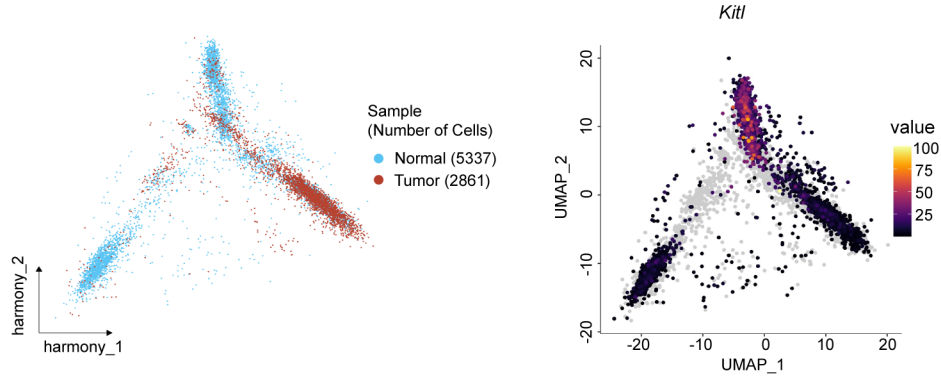 Kitl
Sample
(Number of Cells)
Normal (5337)
Tumor (2861)
harmony_2
harmony_1
UMAP_2
20
10
0
-10
-20
-20
-10
0
10
20
UMAP_1
value
100
75
50
25